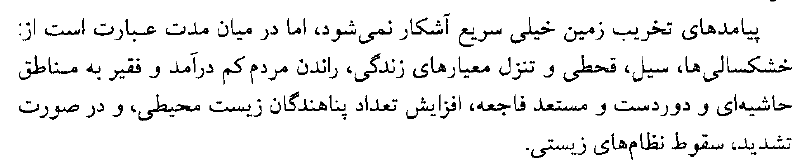 پیامدهای تخریب زمین خیلی سریع آشکار نمی‌شود، اما در میان مدت عبارت است از:
خشکسالی‌ها، سیل، قحطی و تنزل معیارهای زندگی، راندن مردم کم درآمد و فقیر به مناطق
حاشیه‌ای و دوردست و مستعد فاجعه، افزایش تعداد پناهندگان زیست محیطی، و در صورت
تشدید، سقوط نظام‌های زیستی.